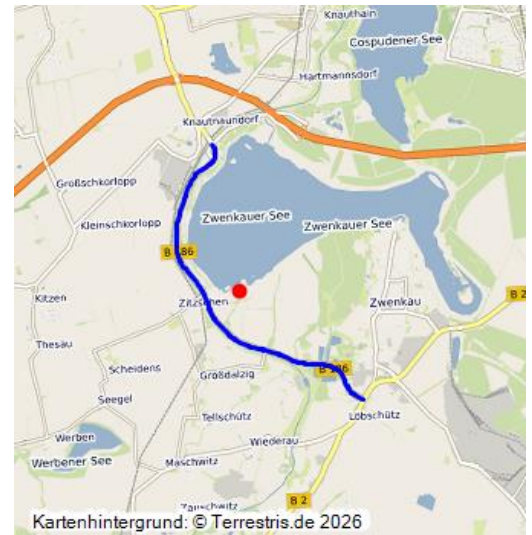 Knauthain
Cospudener See
Hartmannsdorf
Knautnaundorf
Großschkorlopp
Kleinschkorlopp
Zwenkauer See
Zwenkauer See
B 186
Kitzen
Zitzschen
Zwenkau
B 2
Thesau
Scheidens
Großdalzig
B 186
Seegel
Tellschütz
Löbschütz
Werben
Wiederau
Werbener See
Maschwitz
B 2
Zauschwitz
Kartenhintergrund: © Terrestris.de 2026